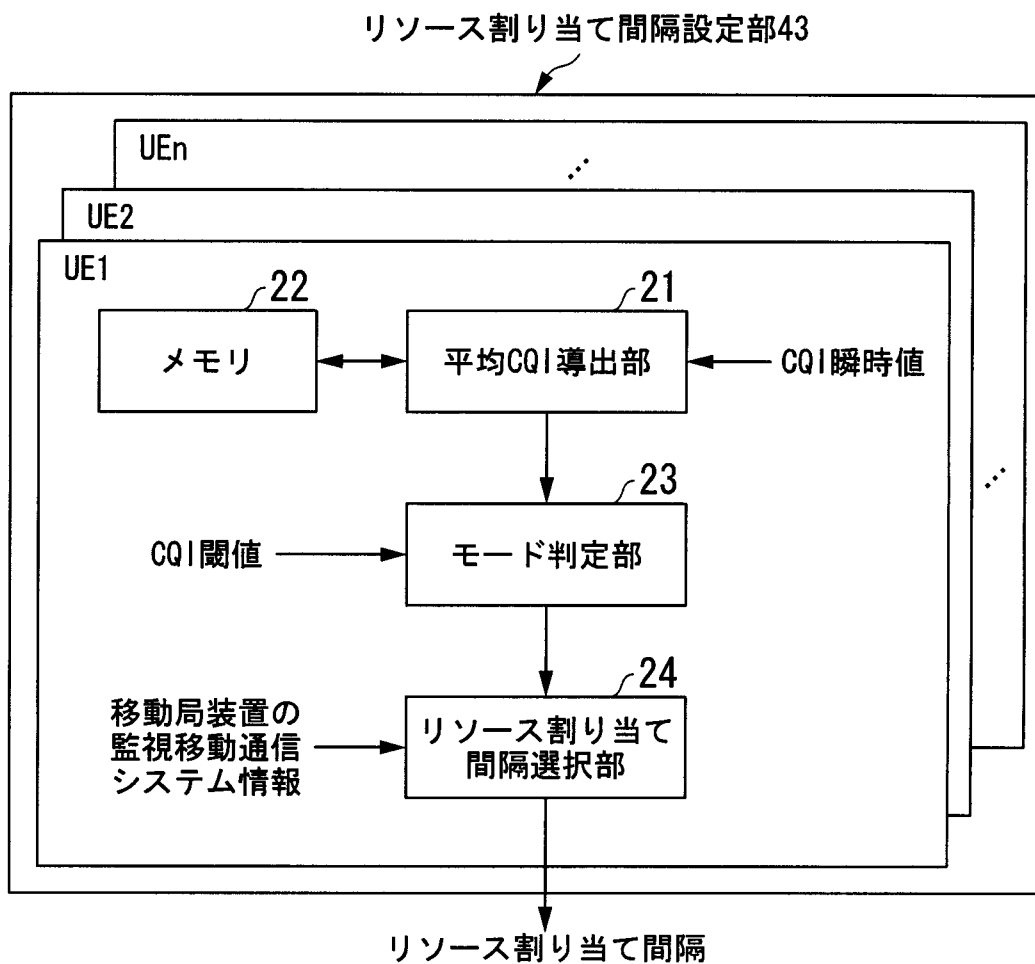 リソース割り当て間隔設定部43
UEn
UE2
UE1
22
21
メモリ
平均CQI導出部
CQI瞬時値
23
CQI閾値
モード判定部
24
移動局装置の
監視移動通信
システム情報
リソース割り当て
間隔選択部
リソース割り当て間隔